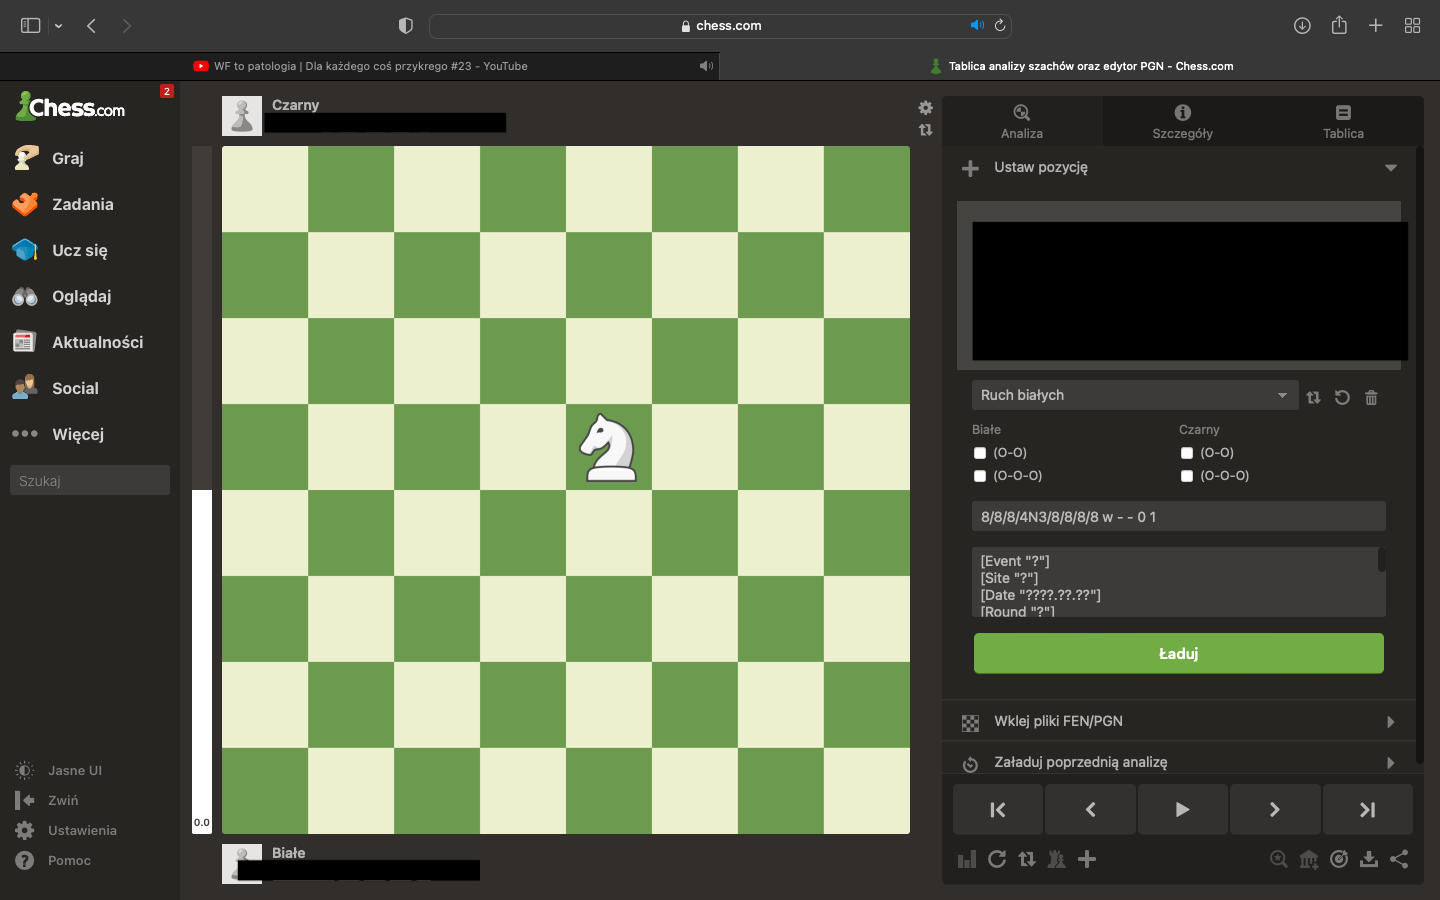 chess.com
WF to patologia | Dla każdego coś przykrego #23 - YouTube
Tablica analizy szachów oraz edytor PGN - Chess.com
Chess.com
2
Graj
Zadania
Ucz się
Oglądaj
Aktualności
Social
Więcej
Szukaj
Jasne UI
Zwiń
Ustawienia
Pomoc
Czarny
0.0
Białe
Analiza
Szczegóły
Tablica
Ustaw pozycję
Ruch białych
Białe
Czarny
(O-O)
(O-O)
(O-O-O)
(O-O-O)
8/8/8/4N3/8/8/8/8 w - - 0 1
[Event "?"]
[Site "?"]
[Date "????.??.??"]
[Round "?"]
Ładuj
Wklej pliki FEN/PGN
Załaduj poprzednią analizę